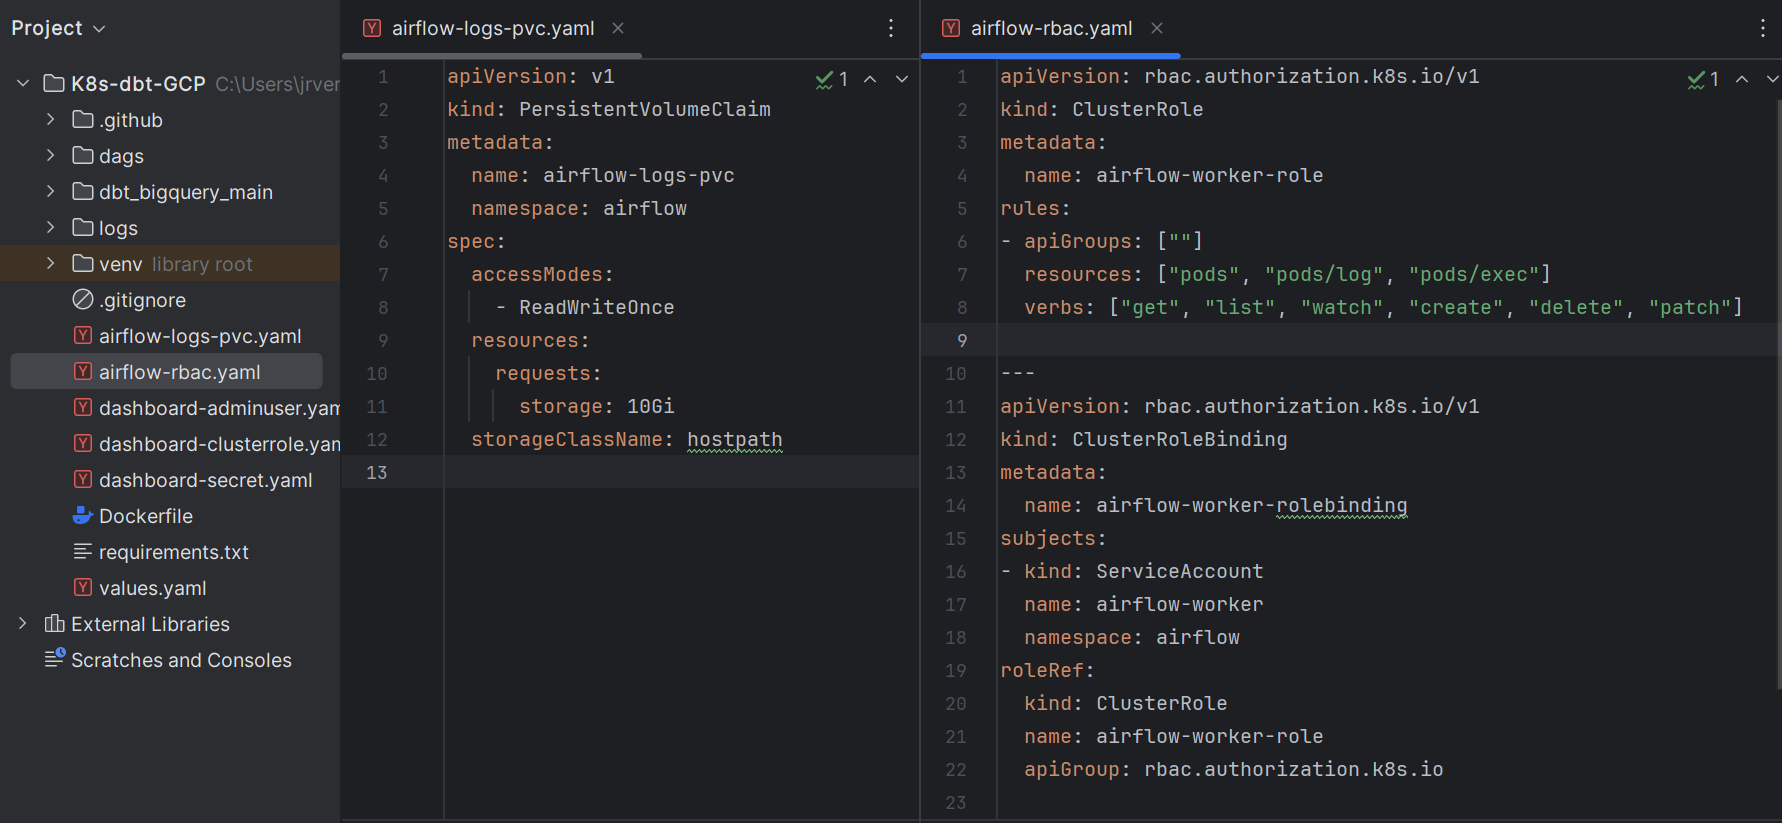 Project
K8s-dbt-GCP C:\Users\jrver
.github
dags
dbt_bigquery_main
logs
venv library root
.gitignore
airflow-logs-pvc.yaml
airflow-rbac.yaml
dashboard-adminuser.yam
dashboard-clusterrole.yam
dashboard-secret.yaml
Dockerfile
requirements.txt
values.yaml
External Libraries
Scratches and Consoles
airflow-logs-pvc.yaml
1
1 apiVersion: v1
2 kind: PersistentVolumeClaim
3 metadata:
4   name: airflow-logs-pvc
5   namespace: airflow
6 spec:
7   accessModes:
8     - ReadWriteOnce
9   resources:
10     requests:
11       storage: 10Gi
12   storageClassName: hostpath
13
airflow-rbac.yaml
1
1 apiVersion: rbac.authorization.k8s.io/v1
2 kind: ClusterRole
3 metadata:
4   name: airflow-worker-role
5 rules:
6 - apiGroups: [""]
7   resources: ["pods", "pods/log", "pods/exec"]
8   verbs: ["get", "list", "watch", "create", "delete", "patch"]
9
10 ---
11 apiVersion: rbac.authorization.k8s.io/v1
12 kind: ClusterRoleBinding
13 metadata:
14   name: airflow-worker-rolebinding
15 subjects:
16 - kind: ServiceAccount
17   name: airflow-worker
18   namespace: airflow
19 roleRef:
20   kind: ClusterRole
21   name: airflow-worker-role
22   apiGroup: rbac.authorization.k8s.io
23